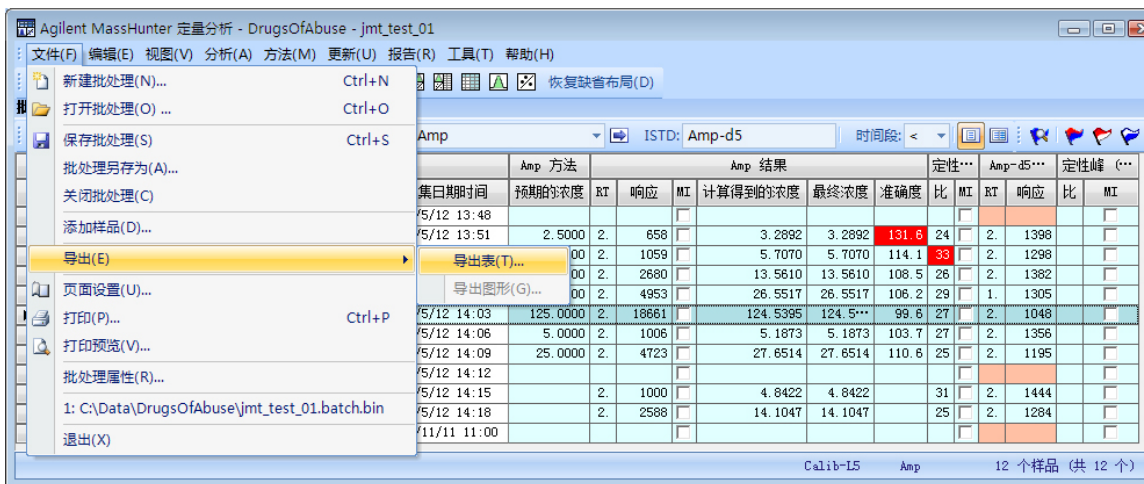 Agilent MassHunter 定量分析 - DrugsOfAbuse - jmt_test_01
文件(F) 编辑(E) 视图(V) 分析(A) 方法(M) 更新(U) 报告(R) 工具(T) 帮助(H)
恢复缺省布局(D)
新建批处理(N)... Ctrl+N
打开批处理(O) ... Ctrl+O
保存批处理(S) Ctrl+S
批处理另存为(A)...
关闭批处理(C)
添加样品(D)...
导出(E)
页面设置(U)...
打印(P)... Ctrl+P
打印预览(V)...
批处理属性(R)...
1: C:\Data\DrugsOfAbuse\jmt_test_01.batch.bin
退出(X)
导出表(T)...
导出图形(G)...
Amp ISTD: Amp-d5 时间段: <
Amp 方法 Amp 结果 定性… Amp-d5… 定性峰 (…
集日期时间 预期的浓度 RT 响应 MI 计算得到的浓度 最终浓度 准确度 比 MI RT 响应 比 MI
/5/12 13:48
/5/12 13:51 2.5000 2. 658 3.2892 3.2892 131.6 24 2. 1398
00 2. 1059 5.7070 5.7070 114.1 33 2. 1298
00 2. 2680 13.5610 13.5610 108.5 26 2. 1382
00 2. 4953 26.5517 26.5517 106.2 29 1. 1305
/5/12 14:03 125.0000 2. 18661 124.5395 124.5… 99.6 27 2. 1048
/5/12 14:06 5.0000 2. 1006 5.1873 5.1873 103.7 27 2. 1356
/5/12 14:09 25.0000 2. 4723 27.6514 27.6514 110.6 25 2. 1195
/5/12 14:12
/5/12 14:15 2. 1000 4.8422 4.8422 31 2. 1444
/5/12 14:18 2. 2588 14.1047 14.1047 25 2. 1284
/11/11 11:00
Calib-L5 Amp 12 个样品 (共 12 个)